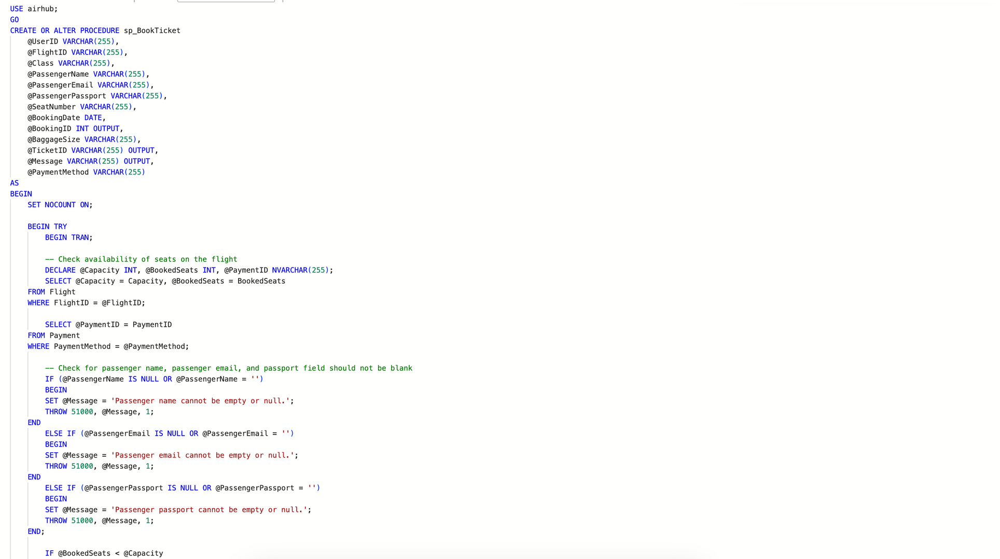 USE airhub;
GO
CREATE OR ALTER PROCEDURE sp_BookTicket
    @UserID VARCHAR(255),
    @FlightID VARCHAR(255),
    @Class VARCHAR(255),
    @PassengerName VARCHAR(255),
    @PassengerEmail VARCHAR(255),
    @PassengerPassport VARCHAR(255),
    @SeatNumber VARCHAR(255),
    @BookingDate DATE,
    @BookingID INT OUTPUT,
    @BaggageSize VARCHAR(255),
    @TicketID VARCHAR(255) OUTPUT,
    @Message VARCHAR(255) OUTPUT,
    @PaymentMethod VARCHAR(255)
AS
BEGIN
    SET NOCOUNT ON;

    BEGIN TRY
        BEGIN TRAN;

        -- Check availability of seats on the flight
        DECLARE @Capacity INT, @BookedSeats INT, @PaymentID NVARCHAR(255);
        SELECT @Capacity = Capacity, @BookedSeats = BookedSeats
    FROM Flight
    WHERE FlightID = @FlightID;

        SELECT @PaymentID = PaymentID
    FROM Payment
    WHERE PaymentMethod = @PaymentMethod;

        -- Check for passenger name, passenger email, and passport field should not be blank
        IF (@PassengerName IS NULL OR @PassengerName = '')
        BEGIN
        SET @Message = 'Passenger name cannot be empty or null.';
        THROW 51000, @Message, 1;
    END
        ELSE IF (@PassengerEmail IS NULL OR @PassengerEmail = '')
        BEGIN
        SET @Message = 'Passenger email cannot be empty or null.';
        THROW 51000, @Message, 1;
    END
        ELSE IF (@PassengerPassport IS NULL OR @PassengerPassport = '')
        BEGIN
        SET @Message = 'Passenger passport cannot be empty or null.';
        THROW 51000, @Message, 1;
    END;

        IF @BookedSeats < @Capacity